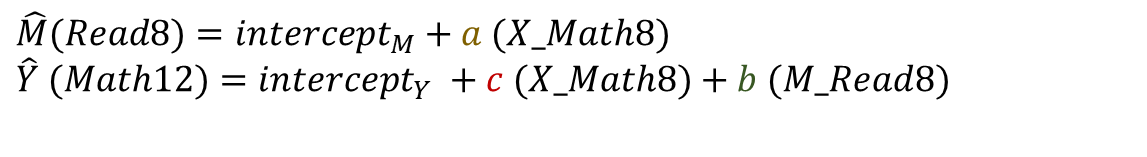 M̂(Read8) = intercept_M + a (X_Math8)
Ŷ (Math12) = intercept_Y + c (X_Math8) + b (M_Read8)